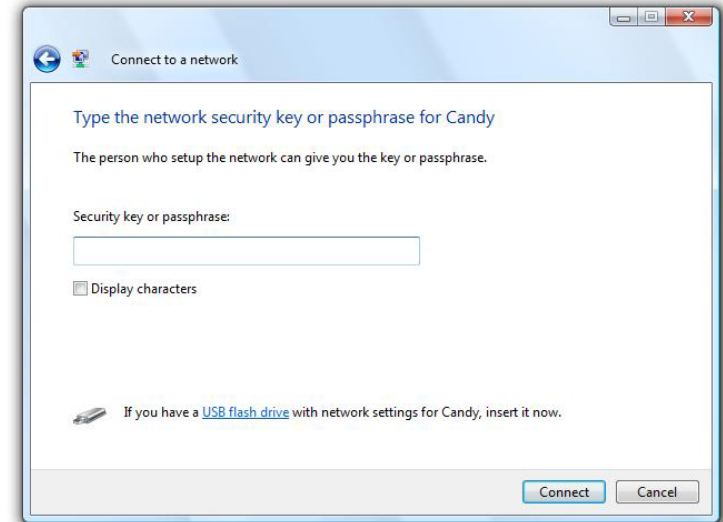 Connect to a network
Type the network security key or passphrase for Candy
The person who setup the network can give you the key or passphrase.
Security key or passphrase:
Display characters
If you have a USB flash drive with network settings for Candy, insert it now.
Connect Cancel